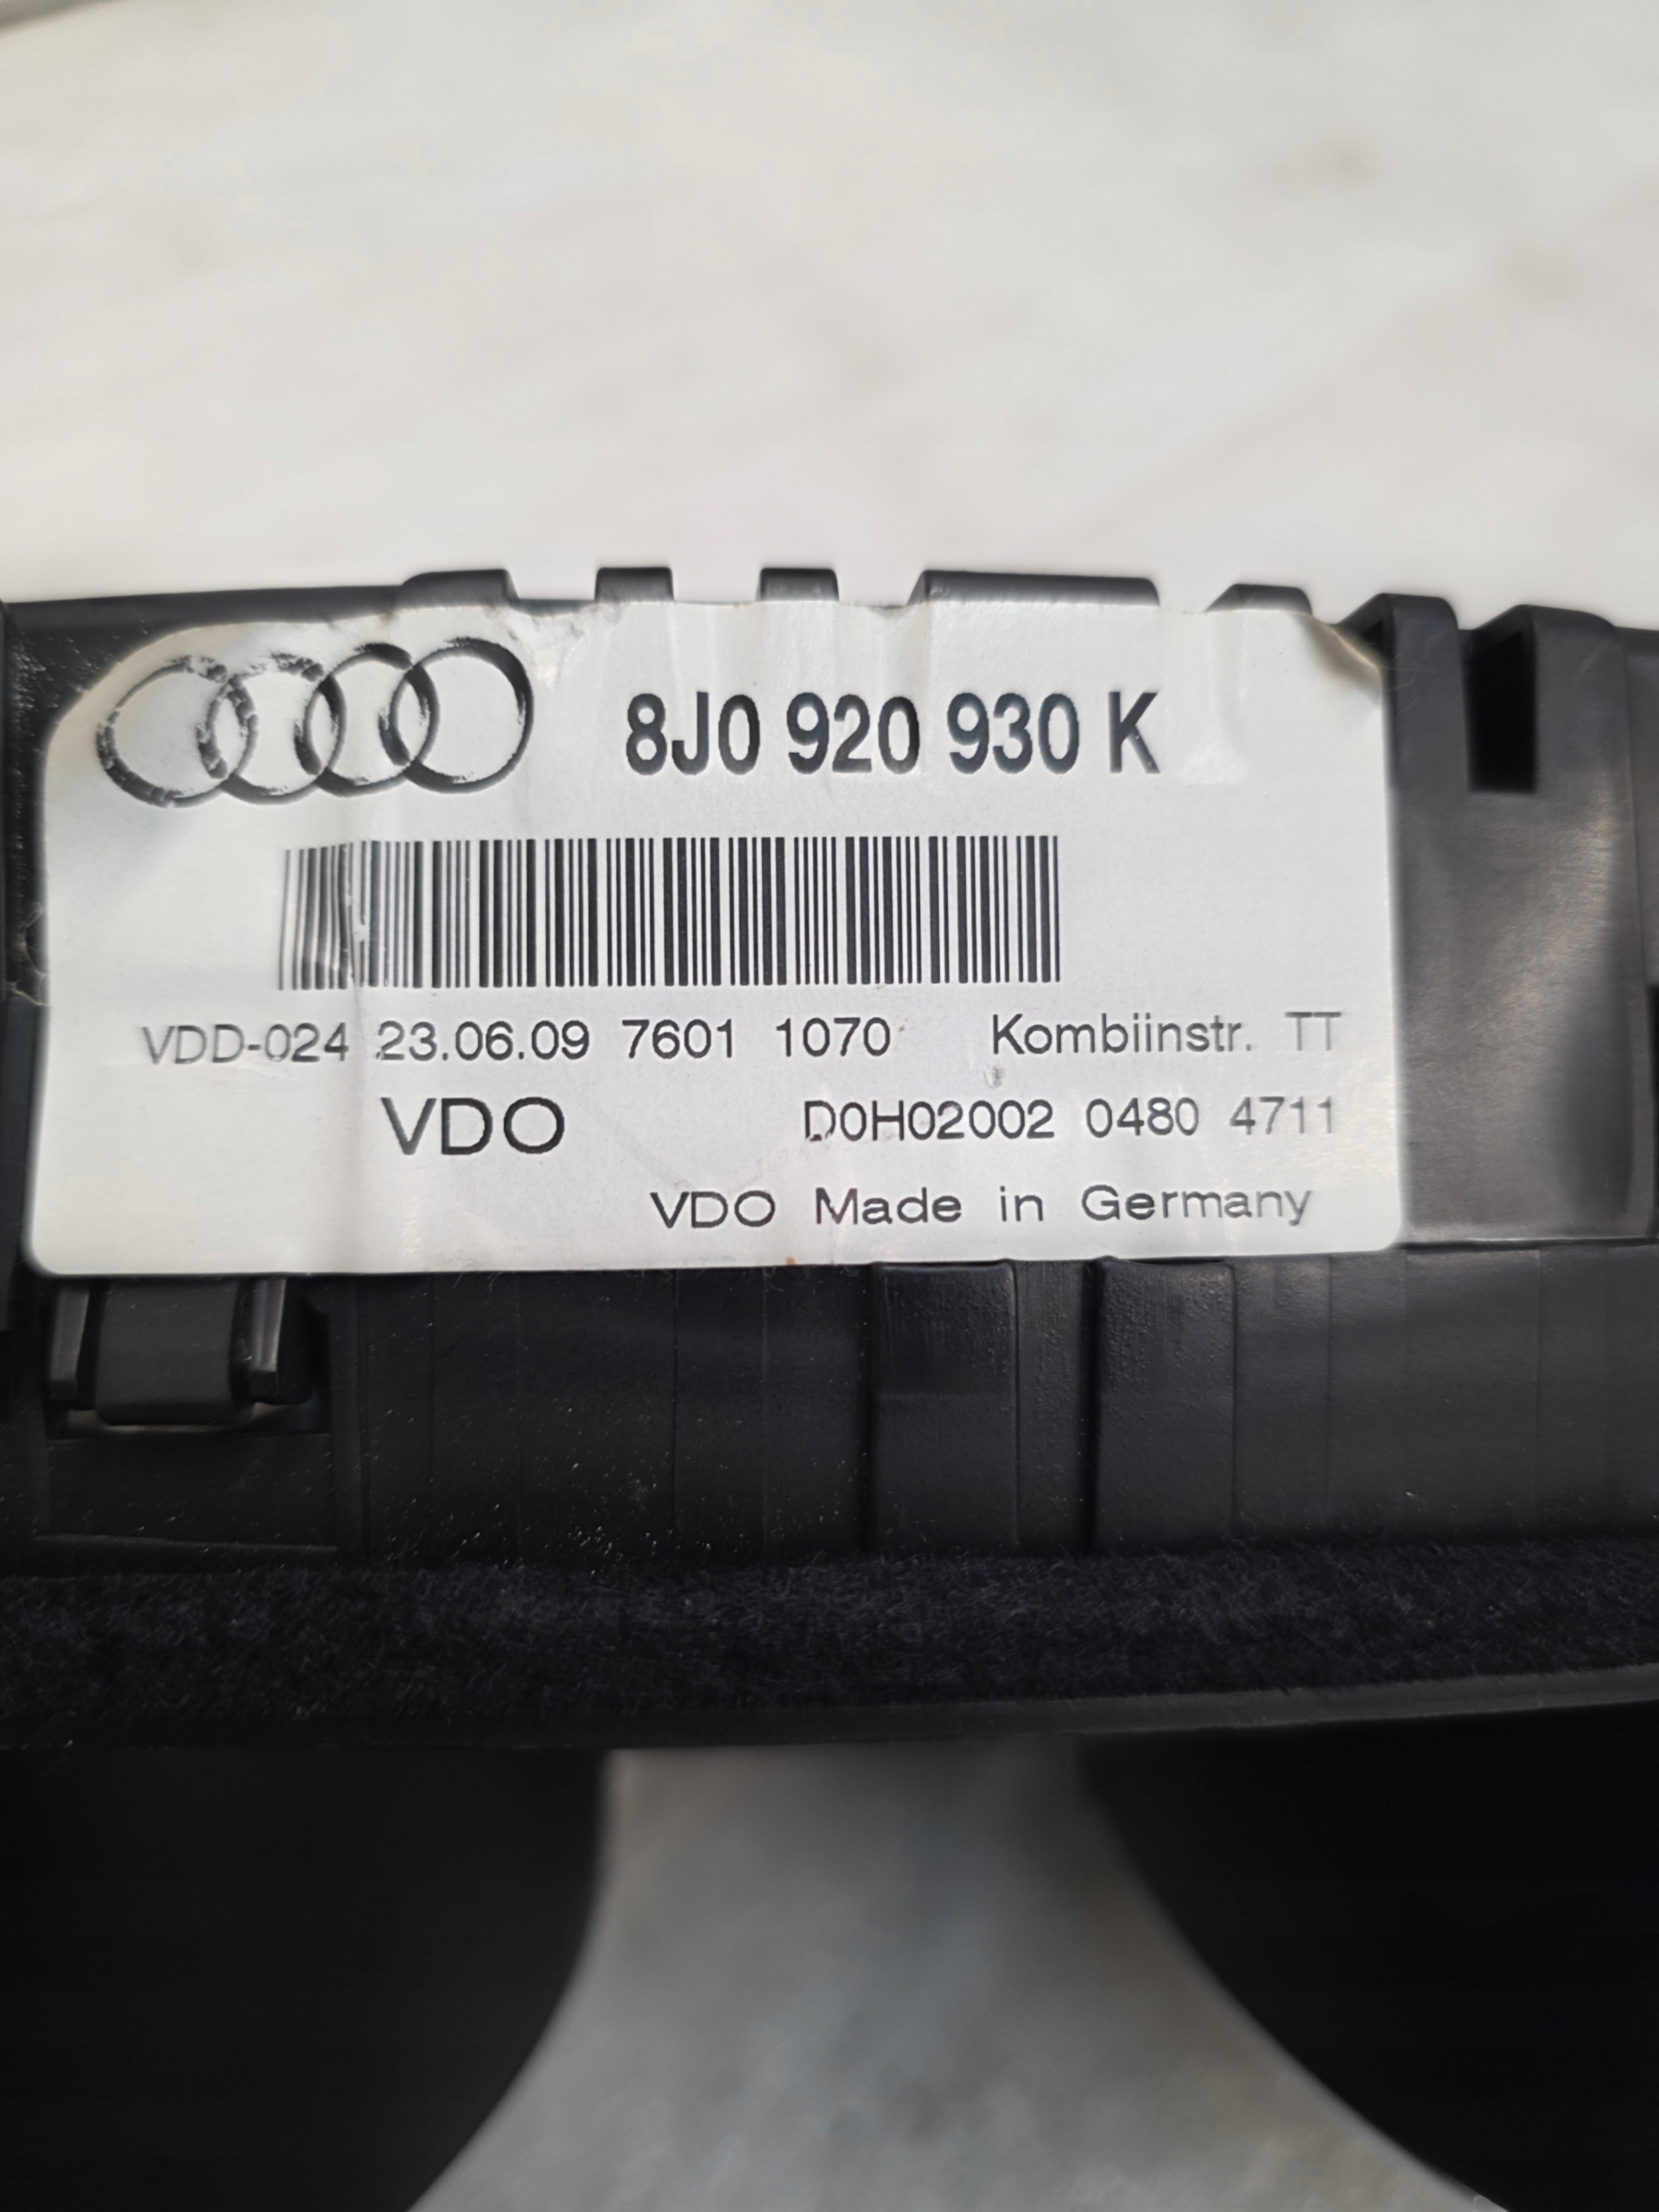 8J0 920 930 K
VDD-024 23.06.09 7601 1070 Kombiinstr. TT
VDO D0H02002 0480 4711
VDO Made in Germany